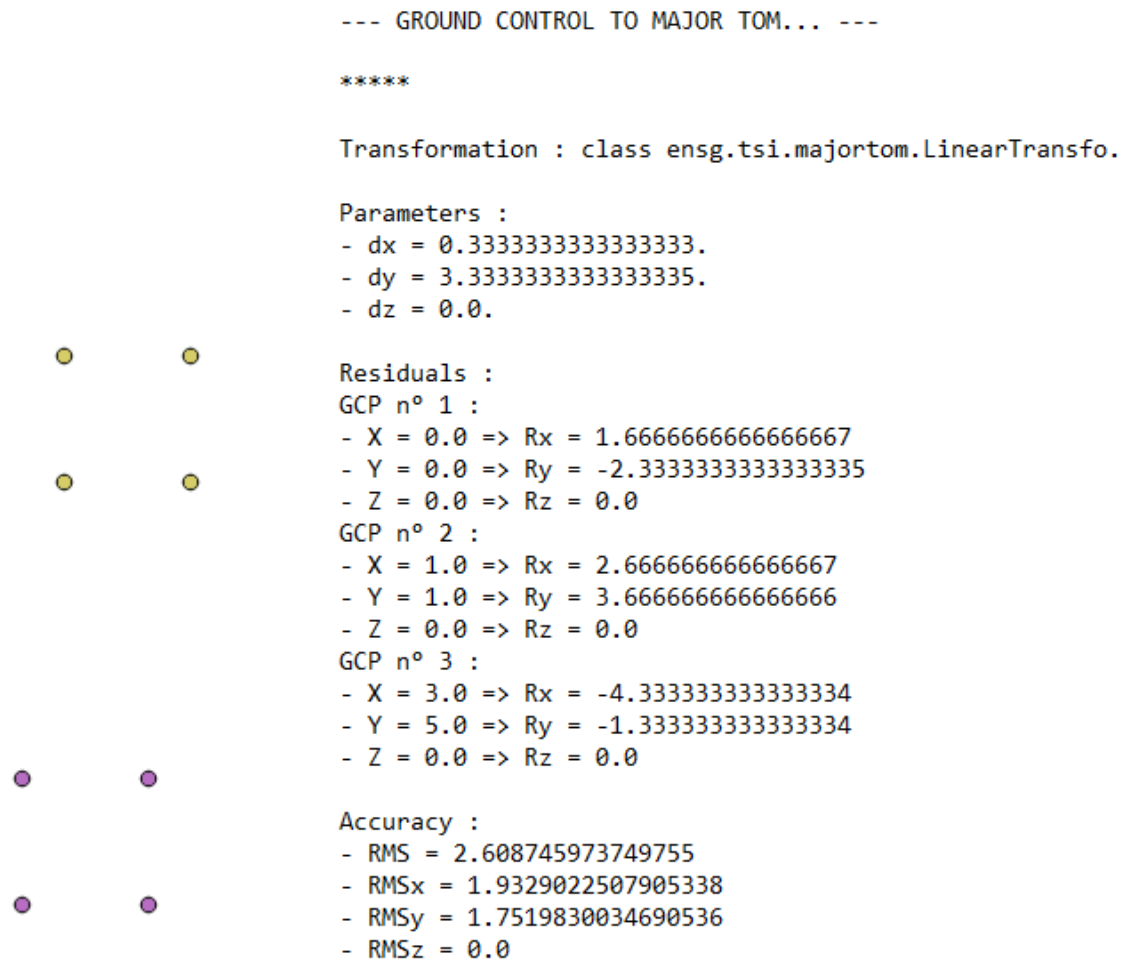 --- GROUND CONTROL TO MAJOR TOM... ---
*****
Transformation : class ensg.tsi.majortom.LinearTransfo.
Parameters :
- dx = 0.3333333333333333.
- dy = 3.3333333333333335.
- dz = 0.0.
Residuals :
GCP nº 1 :
- X = 0.0 => Rx = 1.6666666666666667
- Y = 0.0 => Ry = -2.3333333333333335
- Z = 0.0 => Rz = 0.0
GCP nº 2 :
- X = 1.0 => Rx = 2.666666666666667
- Y = 1.0 => Ry = 3.6666666666666666
- Z = 0.0 => Rz = 0.0
GCP nº 3 :
- X = 3.0 => Rx = -4.333333333333334
- Y = 5.0 => Ry = -1.333333333333334
- Z = 0.0 => Rz = 0.0
Accuracy :
- RMS = 2.608745973749755
- RMSx = 1.9329022507905338
- RMSy = 1.7519830034690536
- RMSz = 0.0